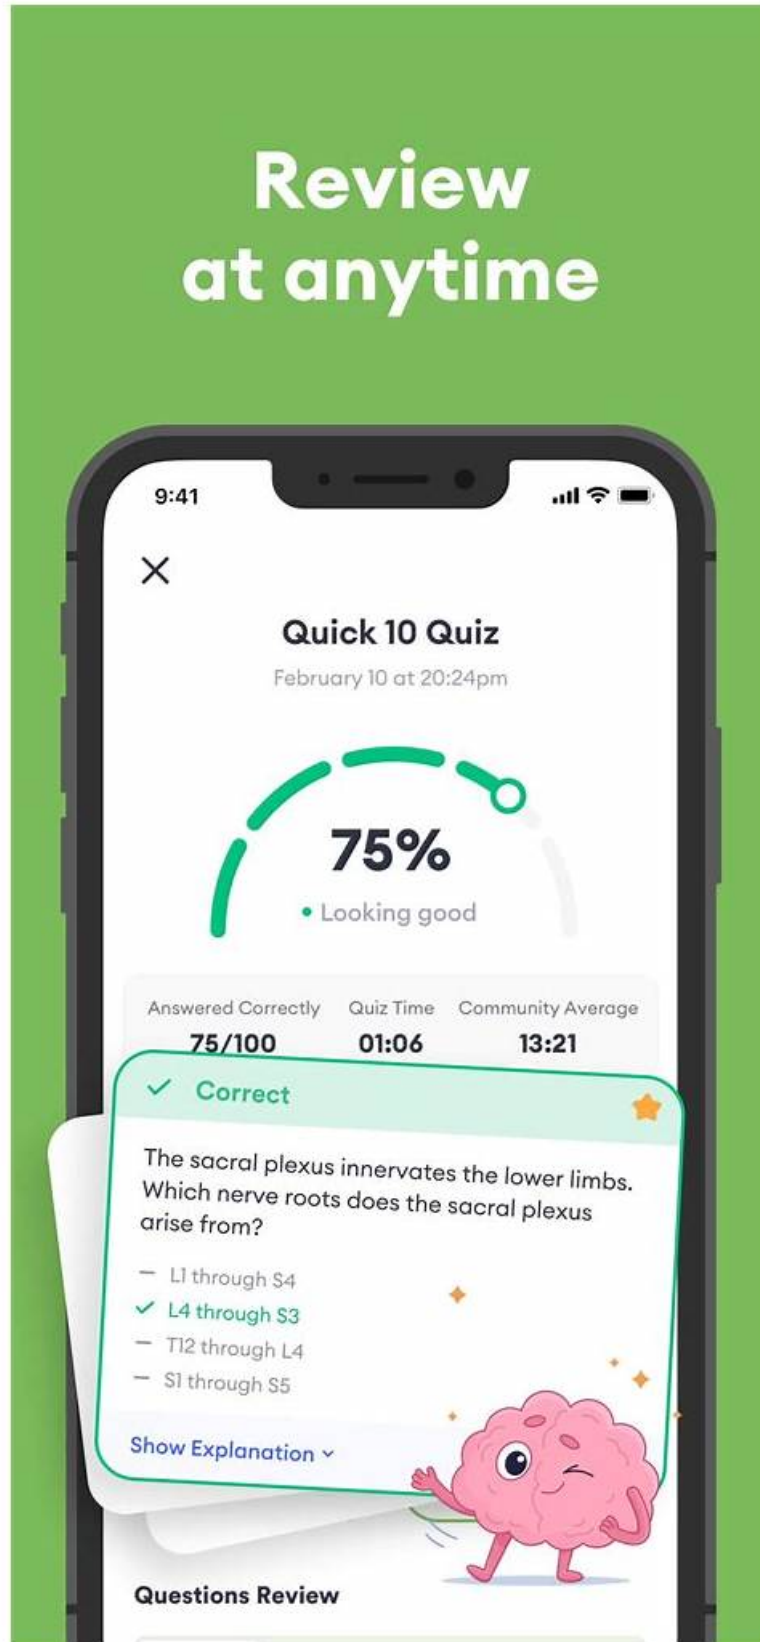 Review
at anytime
9:41
Quick 10 Quiz
February 10 at 20:24pm
75%
Looking good
Answered Correctly Quiz Time Community Average
75/100 01:06 13:21
Correct
The sacral plexus innervates the lower limbs.
Which nerve roots does the sacral plexus
arise from?
L1 through S4
L4 through S3
T12 through L4
S1 through S5
Show Explanation
Questions Review